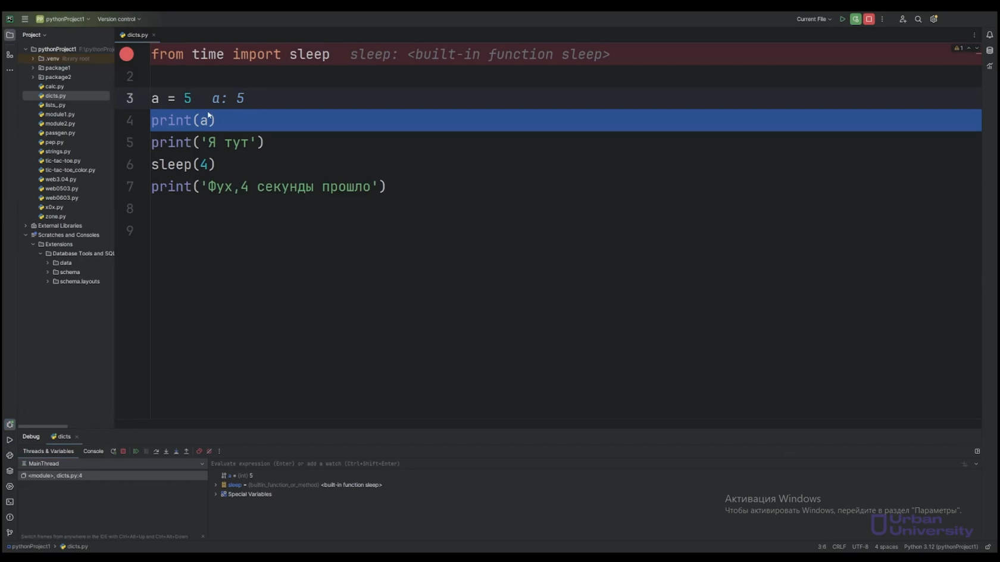 PC
PP pythonProject1
Version control
Current File
Project
dicts.py
pythonProject1 F:\pythonProj
.venv library root
package1
package2
calc.py
dicts.py
lists_.py
module1.py
module2.py
passgen.py
pep.py
strings.py
tic-tac-toe.py
tic-tac-toe_color.py
web3.04.py
web0503.py
web0603.py
x0x.py
zone.py
External Libraries
Scratches and Consoles
Extensions
Database Tools and SQL
data
schema
schema.layouts
from time import sleep sleep: <built-in function sleep>
1
2
3 a = 5 a: 5
4 print(a)
5 print('Я тут')
6 sleep(4)
7 print('Фух,4 секунды прошло')
8
9
Debug
dicts
Threads & Variables
Console
MainThread
Evaluate expression (Enter) or add a watch (Ctrl+Shift+Enter)
<module>, dicts.py:4
a = (int) 5
sleep = {builtin_function_or_method} <built-in function sleep>
Special Variables
Активация Windows
Чтобы активировать Windows, перейдите в раздел "Параметры".
Urban
University
Switch frames from anywhere in the IDE with Ctrl+Alt+Up and Ctrl+Alt+Down
pythonProject1 > dicts.py
3:6 CRLF UTF-8 4 spaces Python 3.12 (pythonProject1)